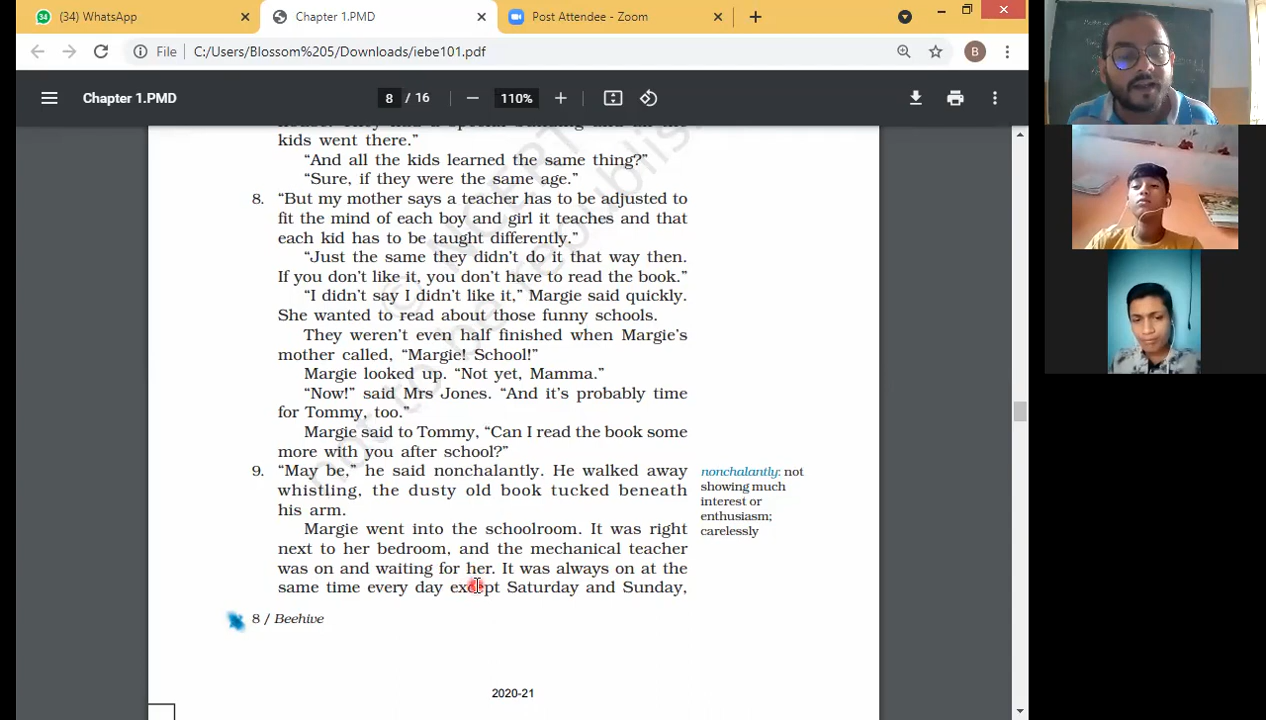 34
(34) WhatsApp
Chapter 1.PMD
Post Attendee - Zoom
File
C:/Users/Blossom%205/Downloads/iebe101.pdf
B
Chapter 1.PMD
8 / 16
110%
kids went there.”
“And all the kids learned the same thing?”
“Sure, if they were the same age.”
8. “But my mother says a teacher has to be adjusted to
fit the mind of each boy and girl it teaches and that
each kid has to be taught differently.”
“Just the same they didn’t do it that way then.
If you don’t like it, you don’t have to read the book.”
“I didn’t say I didn’t like it,” Margie said quickly.
She wanted to read about those funny schools.
They weren’t even half finished when Margie’s
mother called, “Margie! School!”
Margie looked up. “Not yet, Mamma.”
“Now!” said Mrs Jones. “And it’s probably time
for Tommy, too.”
Margie said to Tommy, “Can I read the book some
more with you after school?”
9. “May be,” he said nonchalantly. He walked away
whistling, the dusty old book tucked beneath
his arm.
nonchalantly: not
showing much
interest or
enthusiasm;
carelessly
Margie went into the schoolroom. It was right
next to her bedroom, and the mechanical teacher
was on and waiting for her. It was always on at the
same time every day except Saturday and Sunday,
8 / Beehive
2020-21
© NCERT
not to be republis